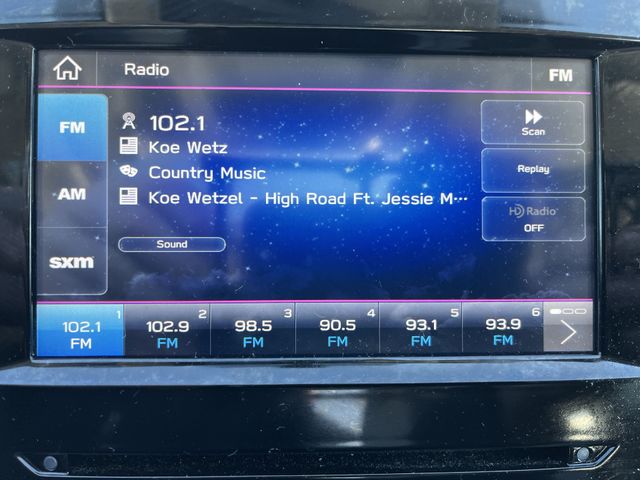 Radio
FM
FM
102.1
Koe Wetz
Scan
Country Music
Replay
AM
Koe Wetzel - High Road Ft. Jessie M...
HD Radio
OFF
Sound
sxm
1
102.1
FM
2
102.9
FM
3
98.5
FM
4
90.5
FM
5
93.1
FM
6
93.9
FM